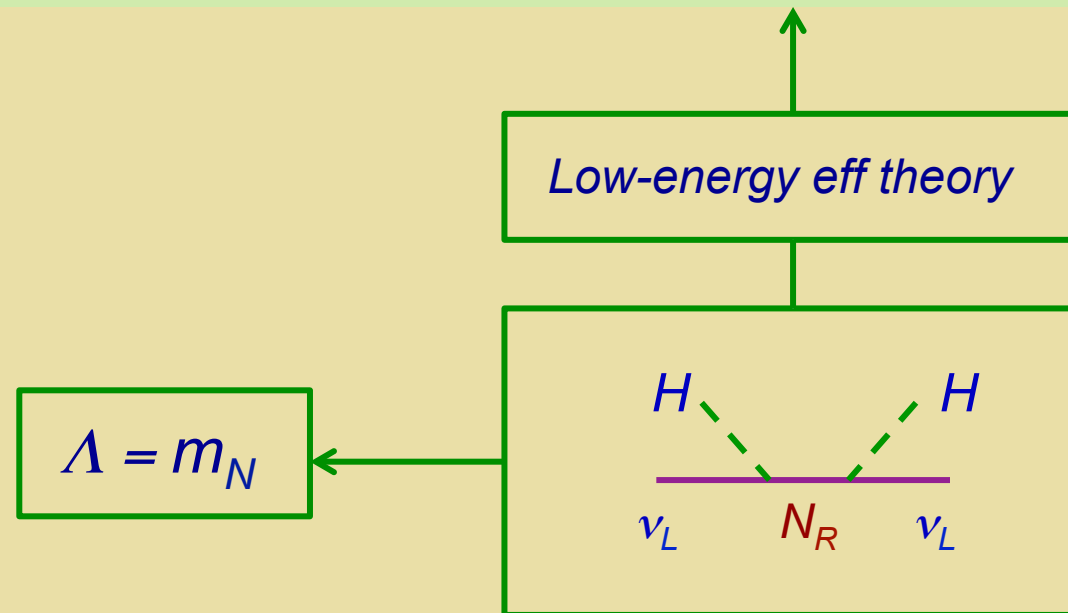 Low-energy eff theory
H H
Λ = m_N
ν_L N_R ν_L